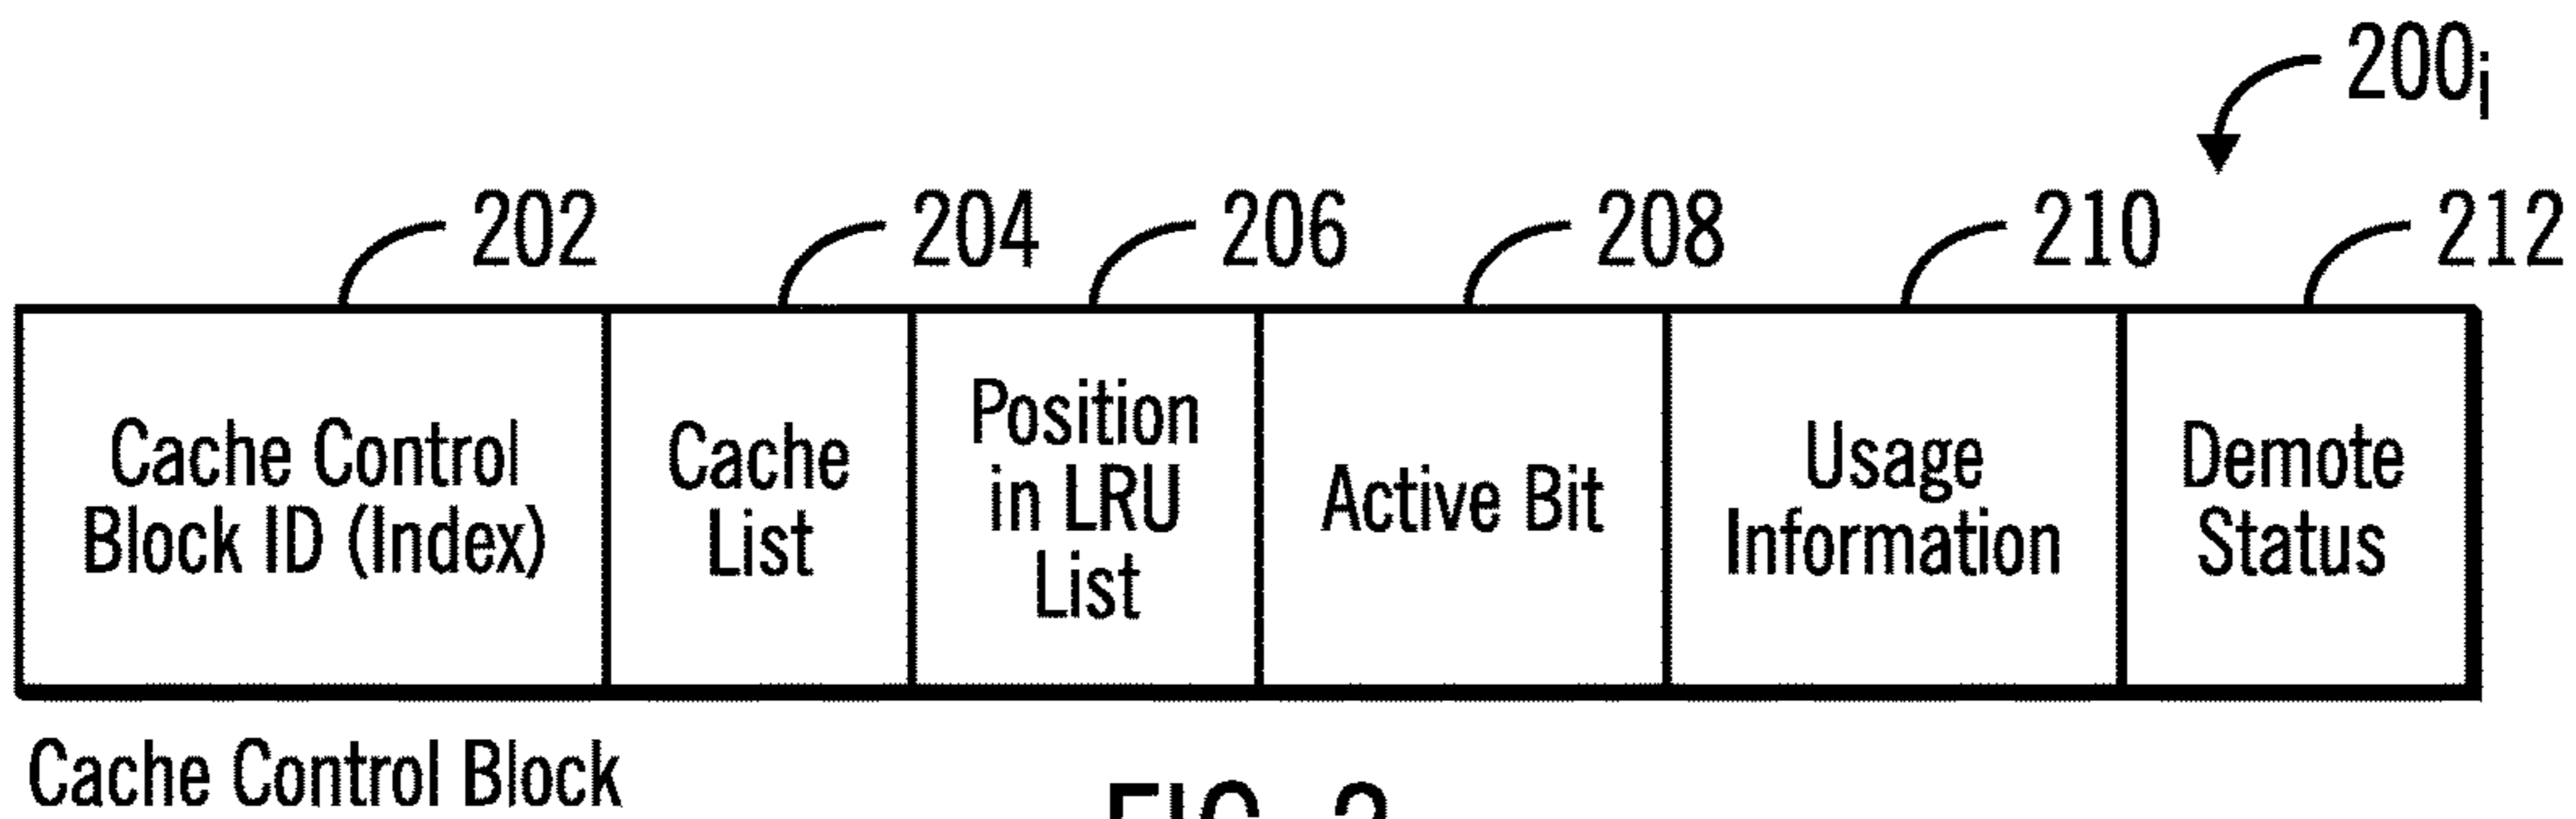 200i
202 204 206 208 210 212
Cache Control
Block ID (Index)
Cache
List
Position
in LRU
List
Active Bit
Usage
Information
Demote
Status
Cache Control Block